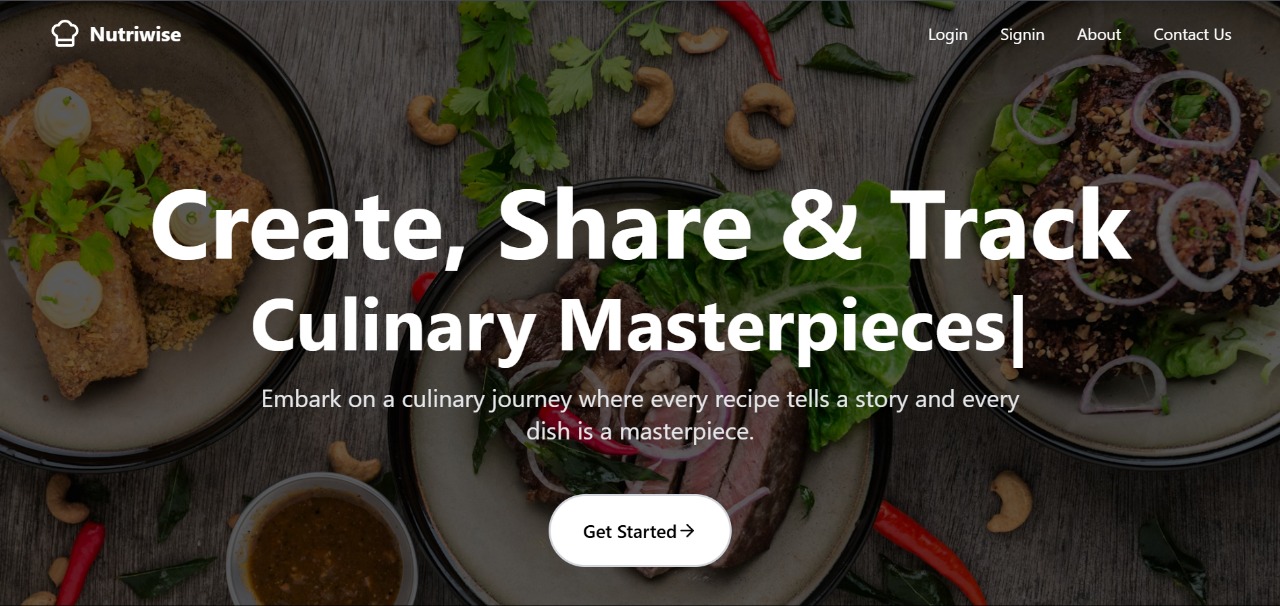 Nutriwise
Login Signin About Contact Us
Create, Share & Track
Culinary Masterpieces|
Embark on a culinary journey where every recipe tells a story and every
dish is a masterpiece.
Get Started→